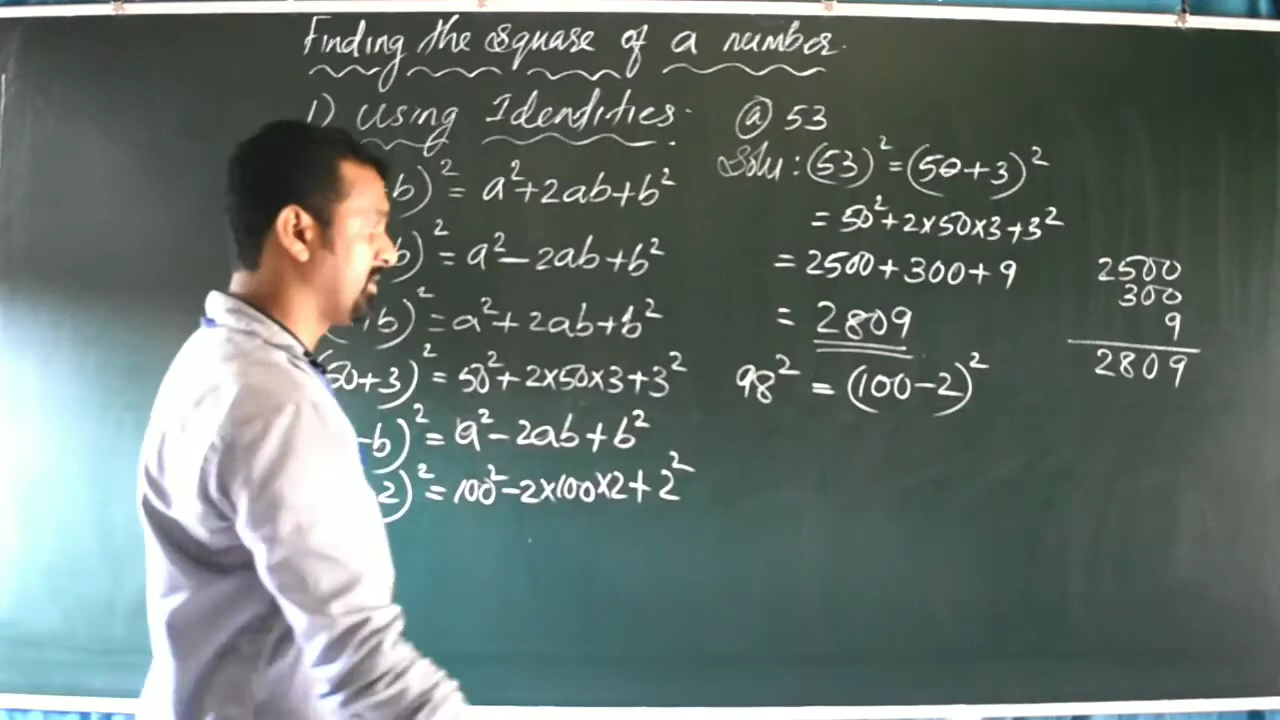 Finding the square of a number.
1) Using Identities.
b)² = a²+2ab+b²
b)² = a²-2ab+b²
b)² = a²+2ab+b²
50+3)² = 50²+2×50×3+3²
-b)² = a²-2ab+b²
2)² = 100²-2×100×2+2²
ⓐ 53
Solu: (53)² = (50+3)²
= 50²+2×50×3+3²
= 2500+300+9
= 2809
98² = (100-2)²
2500
300
9
2809